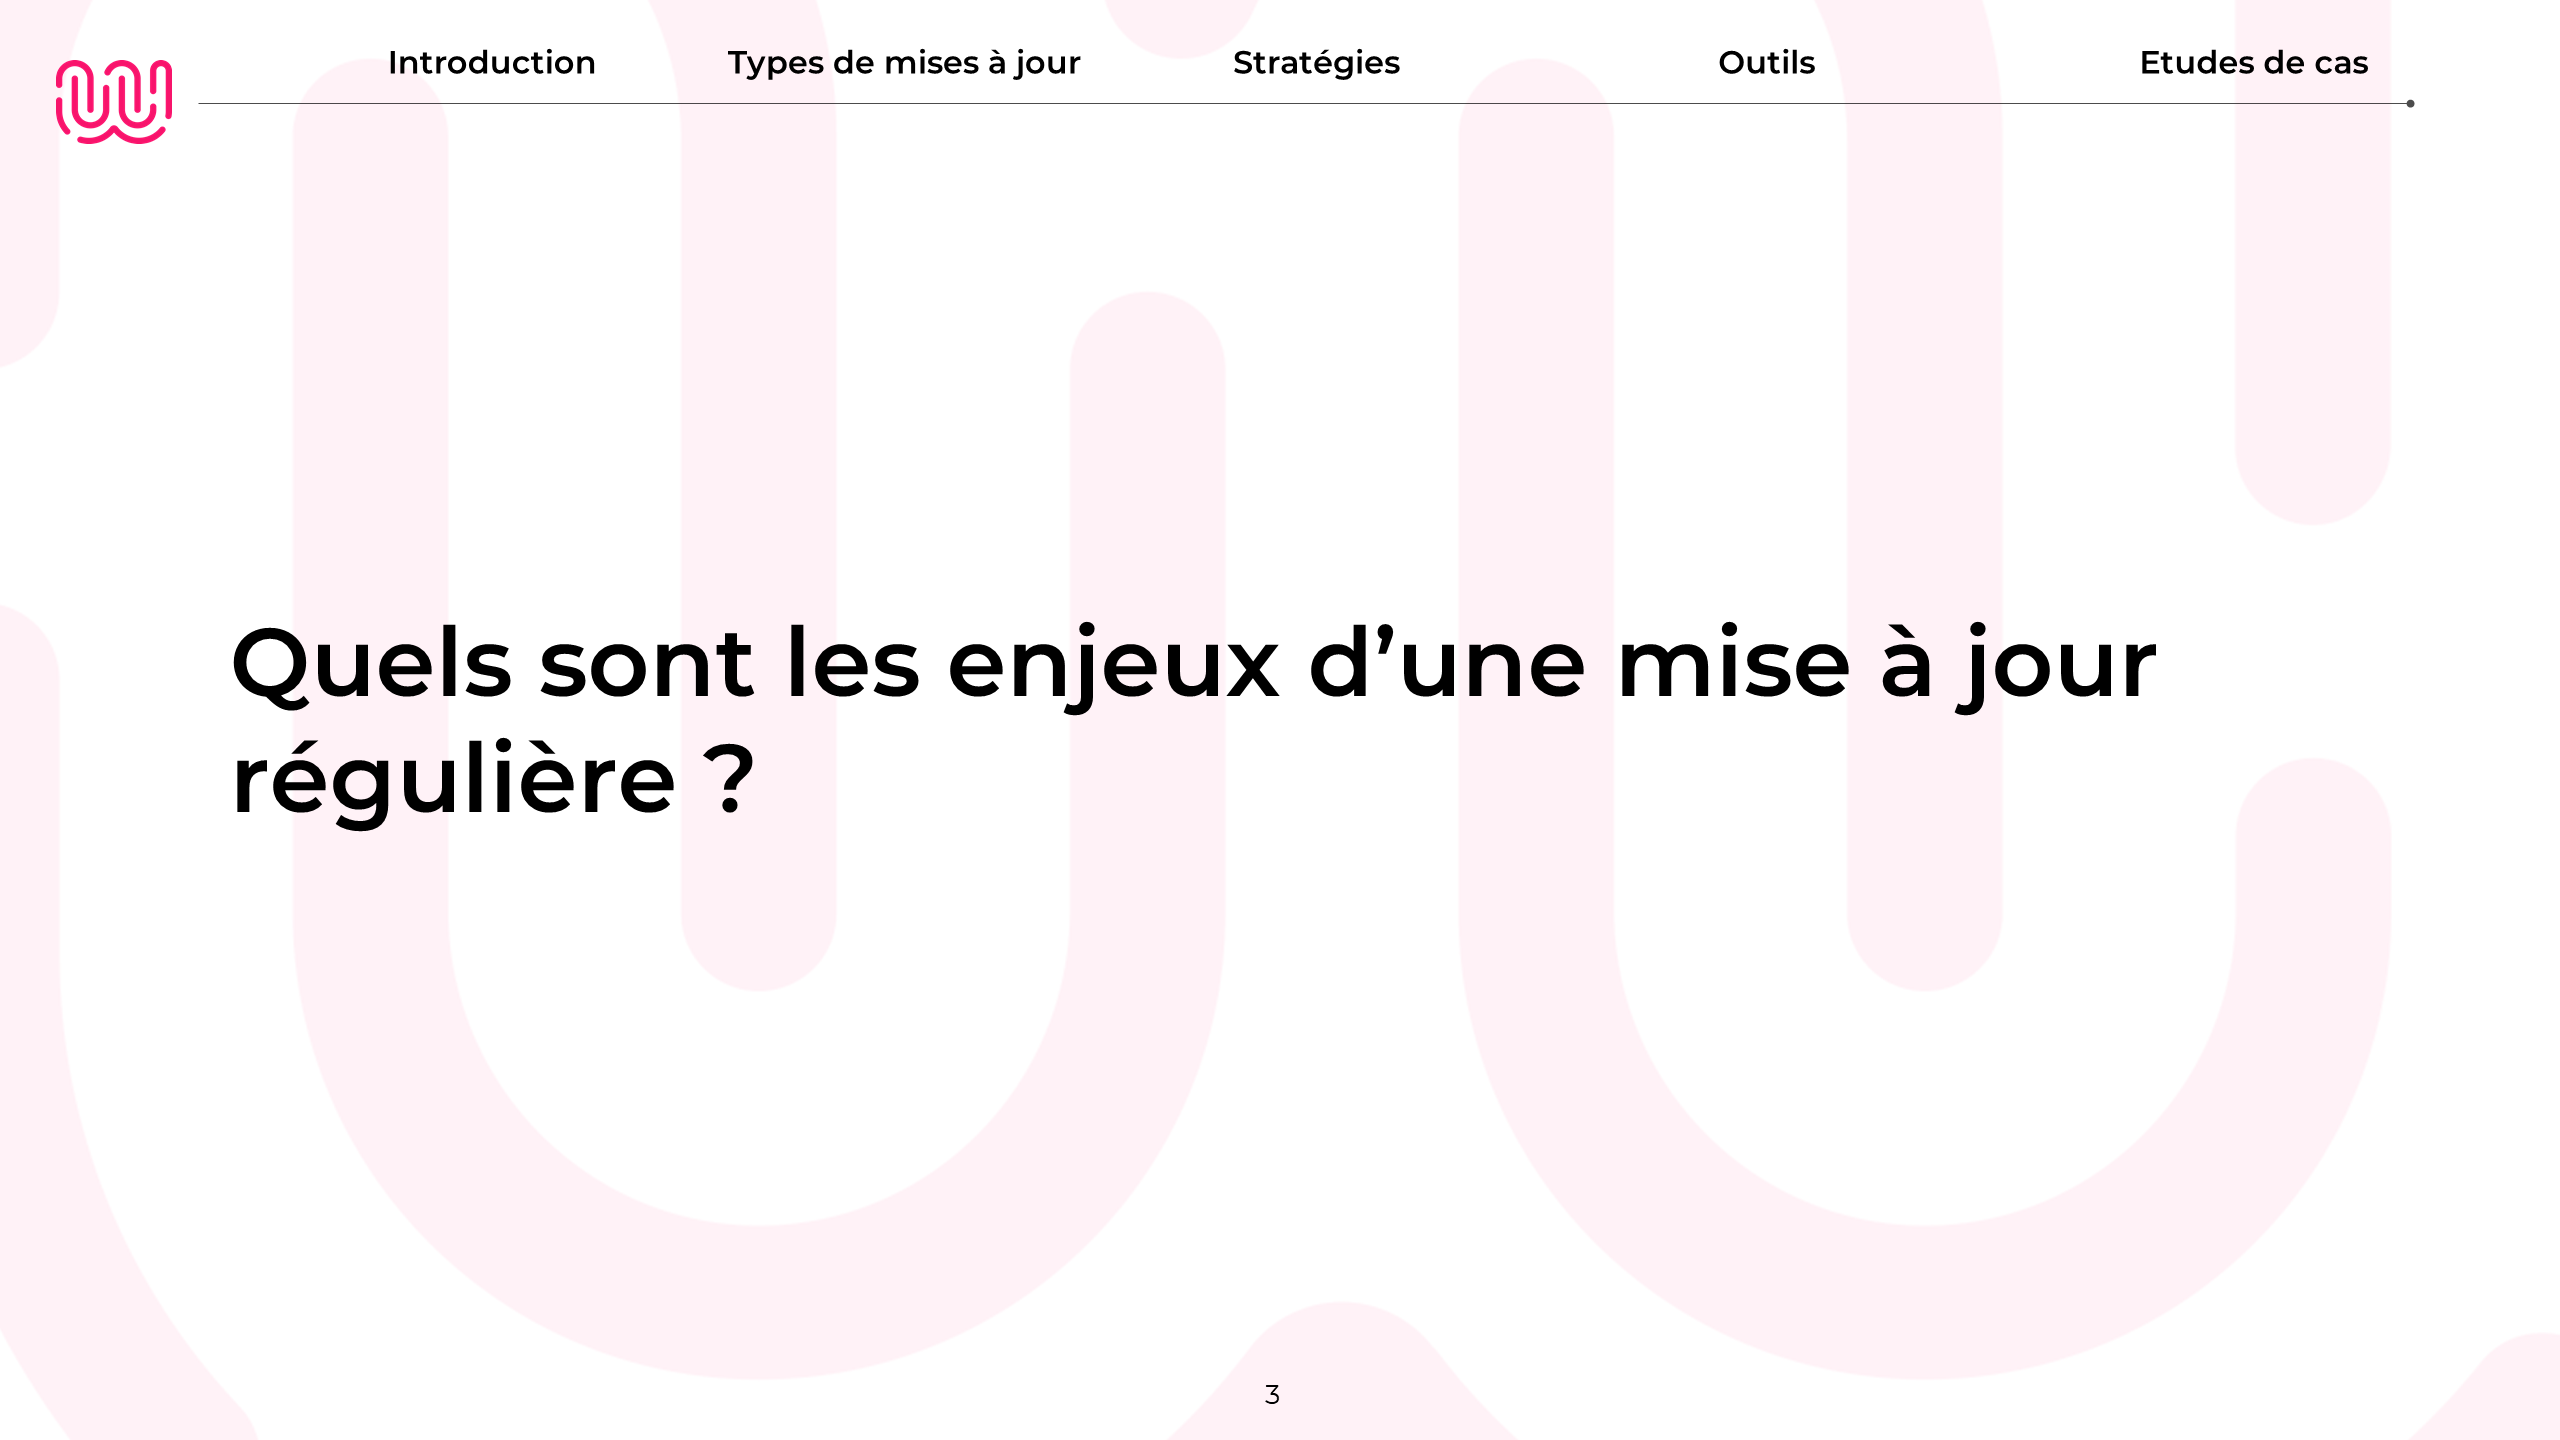 Introduction Types de mises à jour Stratégies Outils Etudes de cas
Quels sont les enjeux d’une mise à jour
régulière ?
3